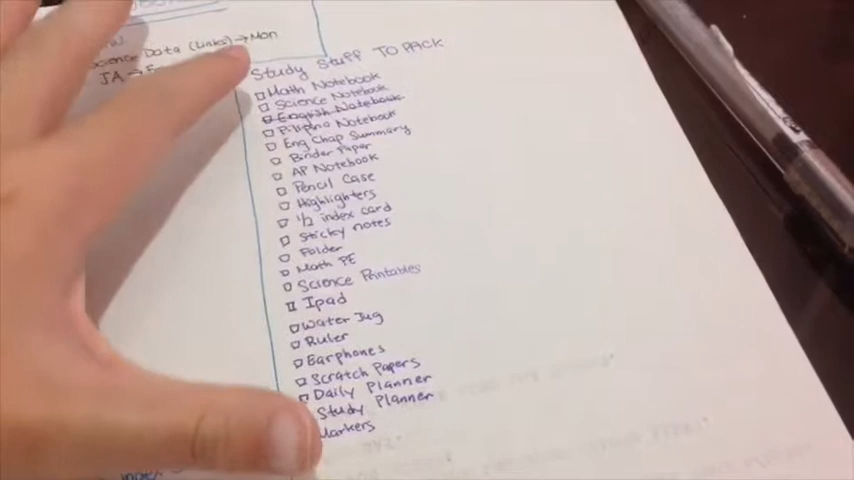 Science Data (Links) → Mon
Study Stuff To Pack
Math Notebook
Science Notebook
English Notebook
Filipino Notebook
Eng Chap Summary
Binder Paper
AP Notebook
Pencil Case
Highlighters
1/2 index card
Sticky notes
Folder
Math PE
Science Printables
Ipad
Water Jug
Ruler
Earphones
Scratch Papers
Daily Planner
Study Planner
Markers